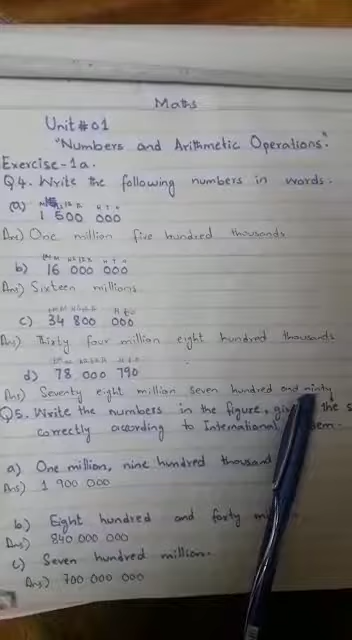 Maths
Unit # 01
"Numbers and Arithmetic Operations".
Exercise-1a.
Q4. Write the following numbers in words.
(a) 1 500 000
Ans) One million five hundred thousands
b) 16 000 000
Ans) Sixteen millions
c) 34 800 000
Ans) Thirty four million eight hundred thousands
d) 78 000 790
Ans) Seventy eight million seven hundred and ninty
Q5. Write the numbers in the figure, the
correctly according to International
a) One million, nine hundred thousand
Ans) 1 900 000
b) Eight hundred and forty
Ans) 840 000 000
c) Seven hundred million.
Ans) 700 000 000